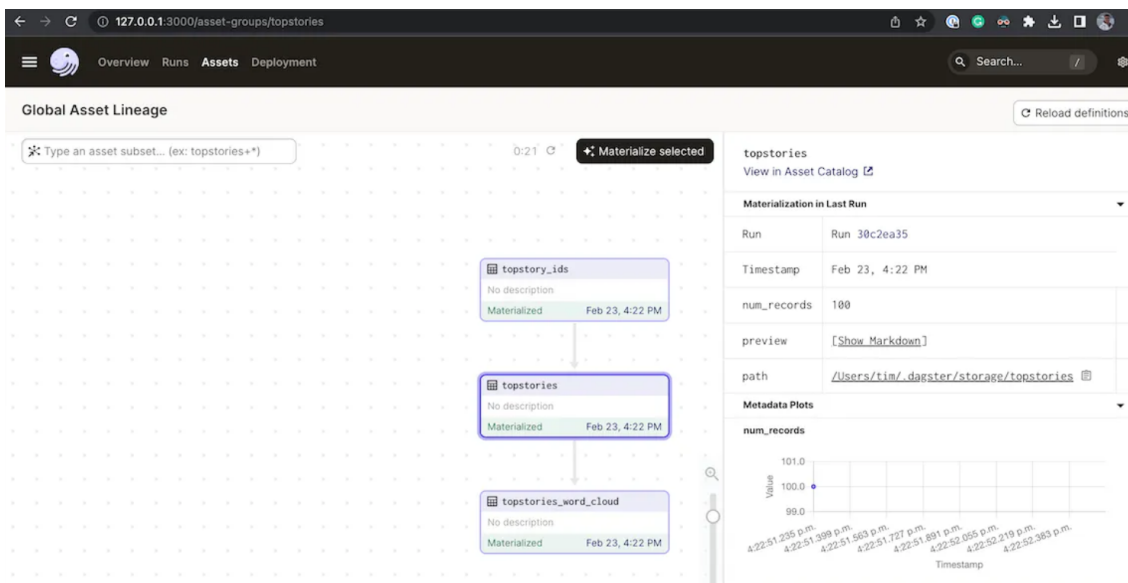 127.0.0.1:3000/asset-groups/topstories
Overview Runs Assets Deployment
Search... /
Global Asset Lineage
Reload definitions
Type an asset subset... (ex: topstories+*)
0:21
Materialize selected
topstory_ids
No description
Materialized Feb 23, 4:22 PM
topstories
No description
Materialized Feb 23, 4:22 PM
topstories_word_cloud
No description
Materialized Feb 23, 4:22 PM
topstories
View in Asset Catalog
Materialization in Last Run
Run Run 30c2ea35
Timestamp Feb 23, 4:22 PM
num_records 100
preview [Show Markdown]
path /Users/tim/.dagster/storage/topstories
Metadata Plots
num_records
Value
101.0
100.0
99.0
4:22:51.235 p.m.
4:22:51.399 p.m.
4:22:51.563 p.m.
4:22:51.727 p.m.
4:22:51.891 p.m.
4:22:52.055 p.m.
4:22:52.219 p.m.
4:22:52.383 p.m.
Timestamp